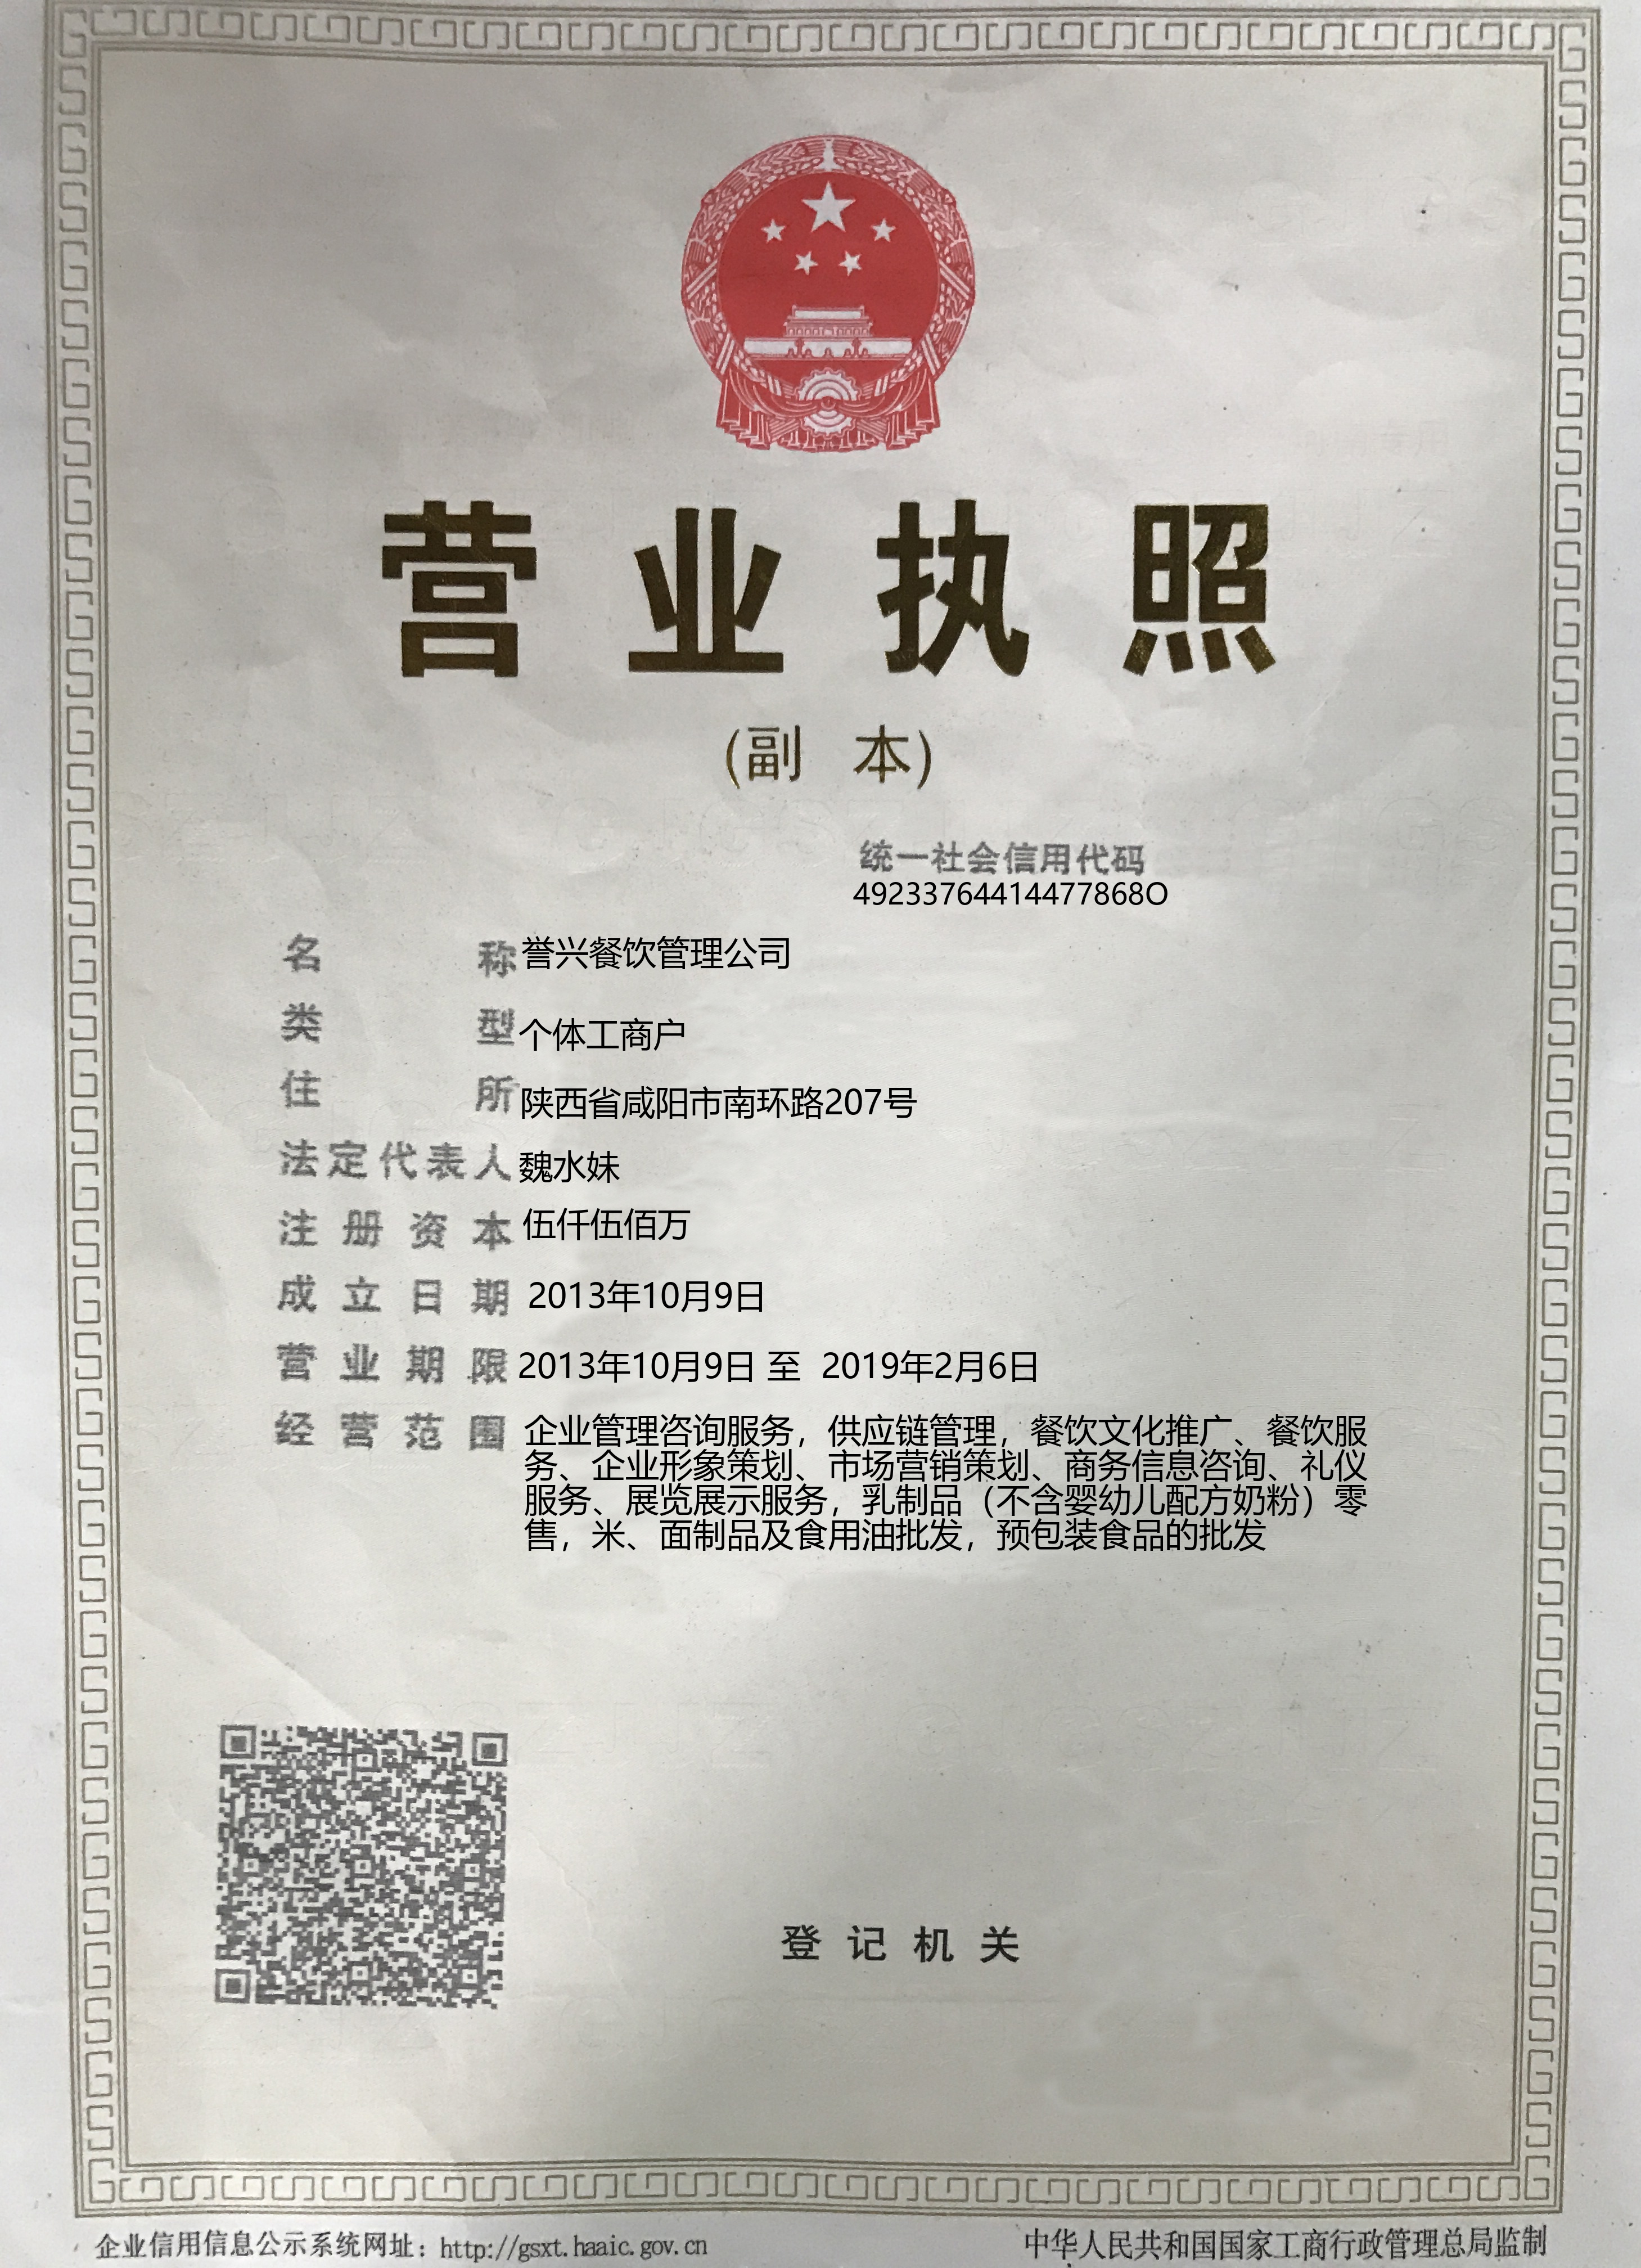 营业执照
(副 本)
统一社会信用代码
49233764414477868O
名 称 誉兴餐饮管理公司
类 型 个体工商户
住 所 陕西省咸阳市南环路207号
法定代表人 魏水妹
注册资本 伍仟伍佰万
成立日期 2013年10月9日
营业期限 2013年10月9日 至 2019年2月6日
经营范围 企业管理咨询服务，供应链管理，餐饮文化推广、餐饮服
务、企业形象策划、市场营销策划、商务信息咨询、礼仪
服务、展览展示服务，乳制品（不含婴幼儿配方奶粉）零
售，米、面制品及食用油批发，预包装食品的批发
登记机关
企业信用信息公示系统网址：http://gsxt.haaic.gov.cn
中华人民共和国国家工商行政管理总局监制